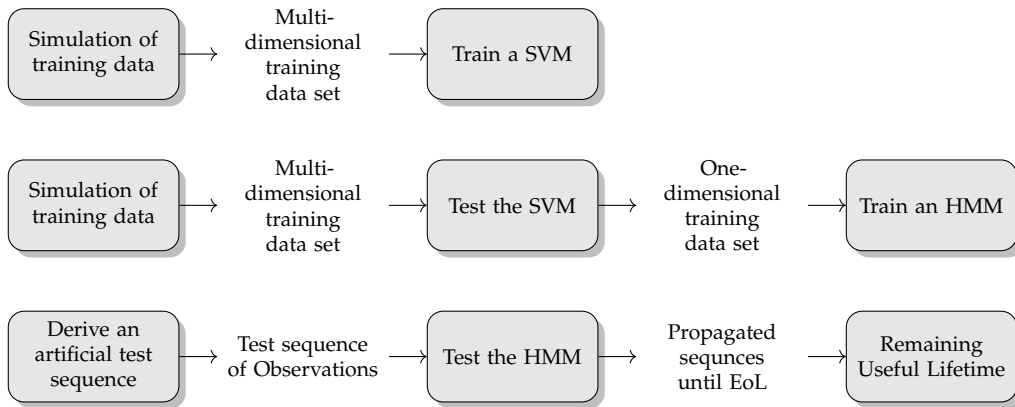 Simulation of
training data
Multi-
dimensional
training
data set
Train a SVM
Simulation of
training data
Multi-
dimensional
training
data set
Test the SVM
One-
dimensional
training
data set
Train an HMM
Derive an
artificial test
sequence
Test sequence
of Observations
Test the HMM
Propagated
sequnces
until EoL
Remaining
Useful Lifetime